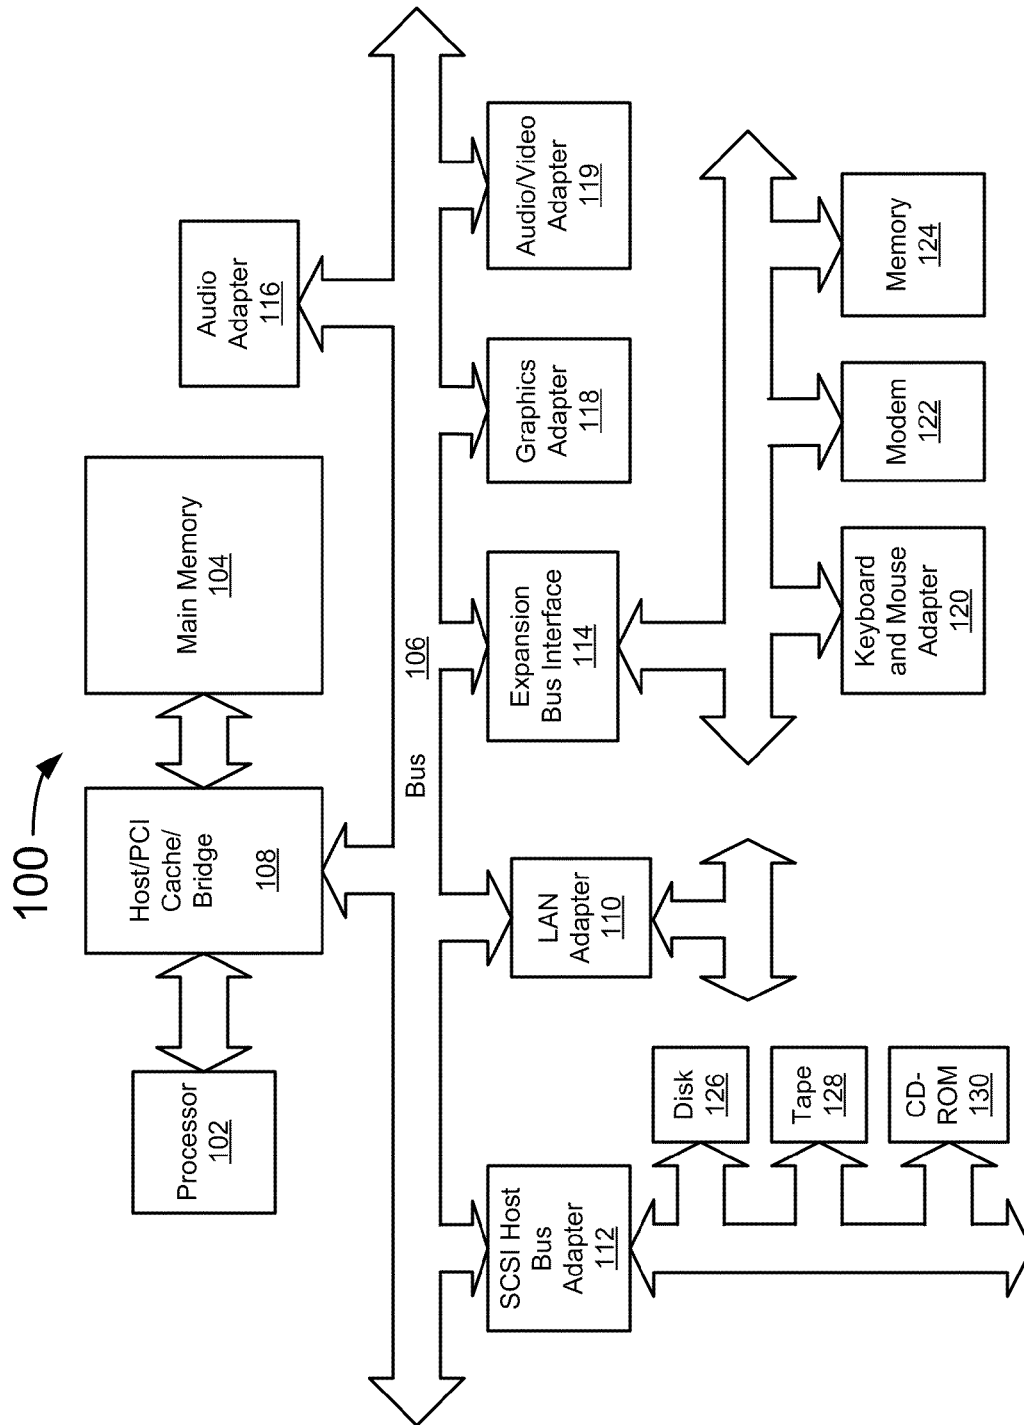 100
Processor
102
Host/PCI
Cache/
Bridge
108
Main Memory
104
Audio
Adapter
116
Bus
106
SCSI Host
Bus
Adapter
112
LAN
Adapter
110
Expansion
Bus Interface
114
Graphics
Adapter
118
Audio/Video
Adapter
119
Disk
126
Tape
128
CD-
ROM
130
Keyboard
and Mouse
Adapter
120
Modem
122
Memory
124